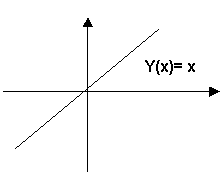 Y(x)= x